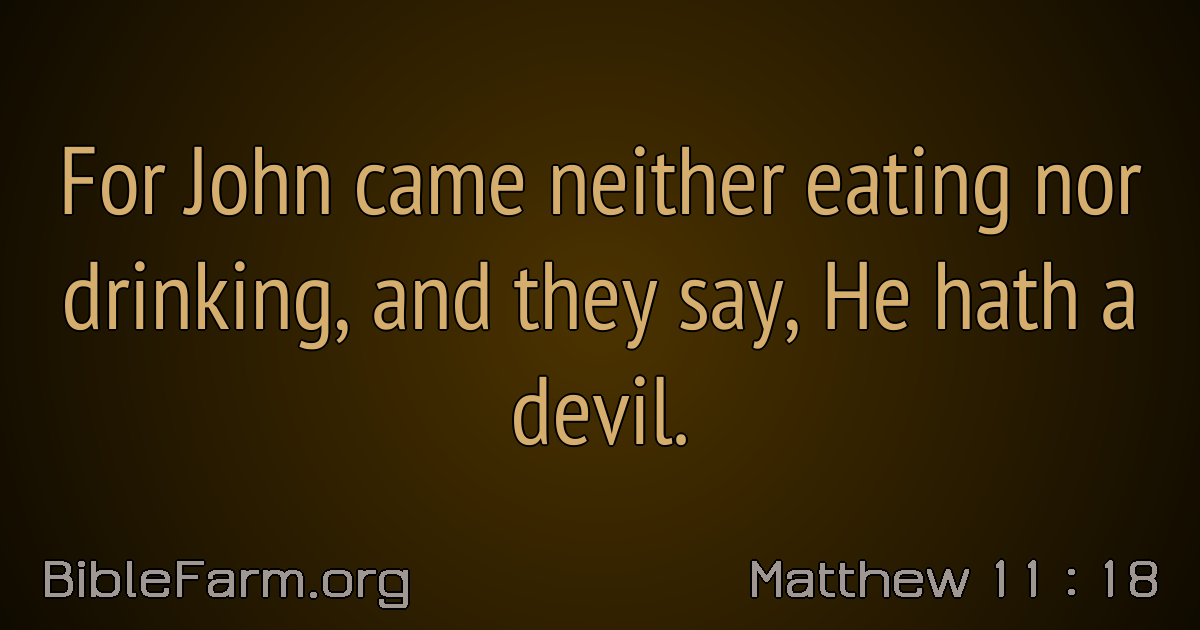 For John came neither eating nor
drinking, and they say, He hath a
devil.
BibleFarm.org
Matthew 11 : 18